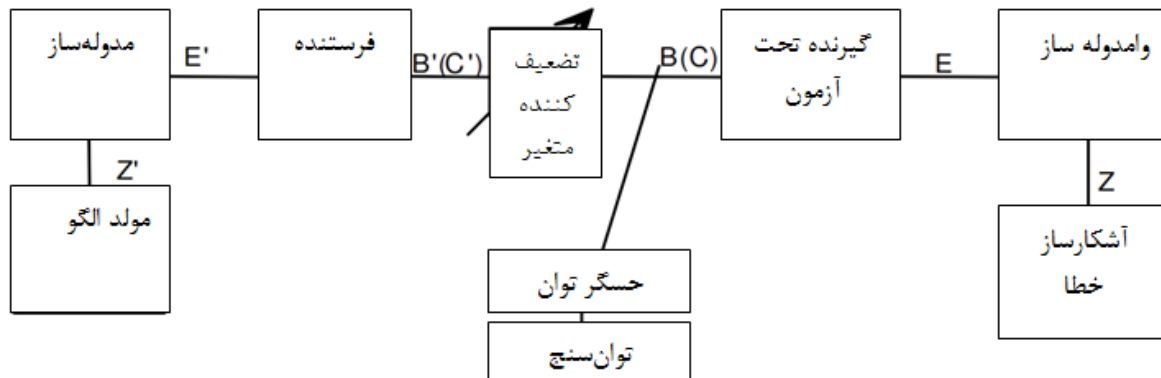 مدوله‌ساز
E'
فرستنده
B'(C')
تضعیف
کننده
متغیر
B(C)
گیرنده تحت
آزمون
E
وامدوله ساز
Z'
Z
مولد الگو
آشکارساز
خطا
حسگر توان
توان‌سنج